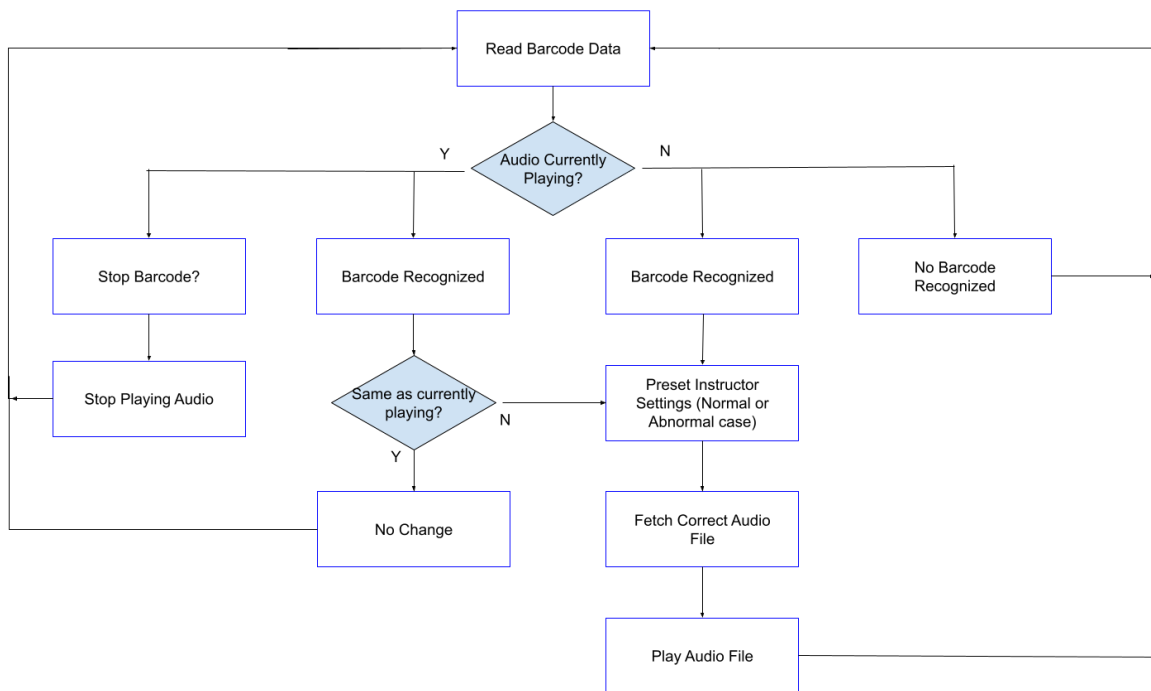 Read Barcode Data
Y
N
Audio Currently
Playing?
Stop Barcode?
Barcode Recognized
Barcode Recognized
No Barcode
Recognized
Stop Playing Audio
Same as currently
playing?
N
Preset Instructor
Settings (Normal or
Abnormal case)
Y
No Change
Fetch Correct Audio
File
Play Audio File